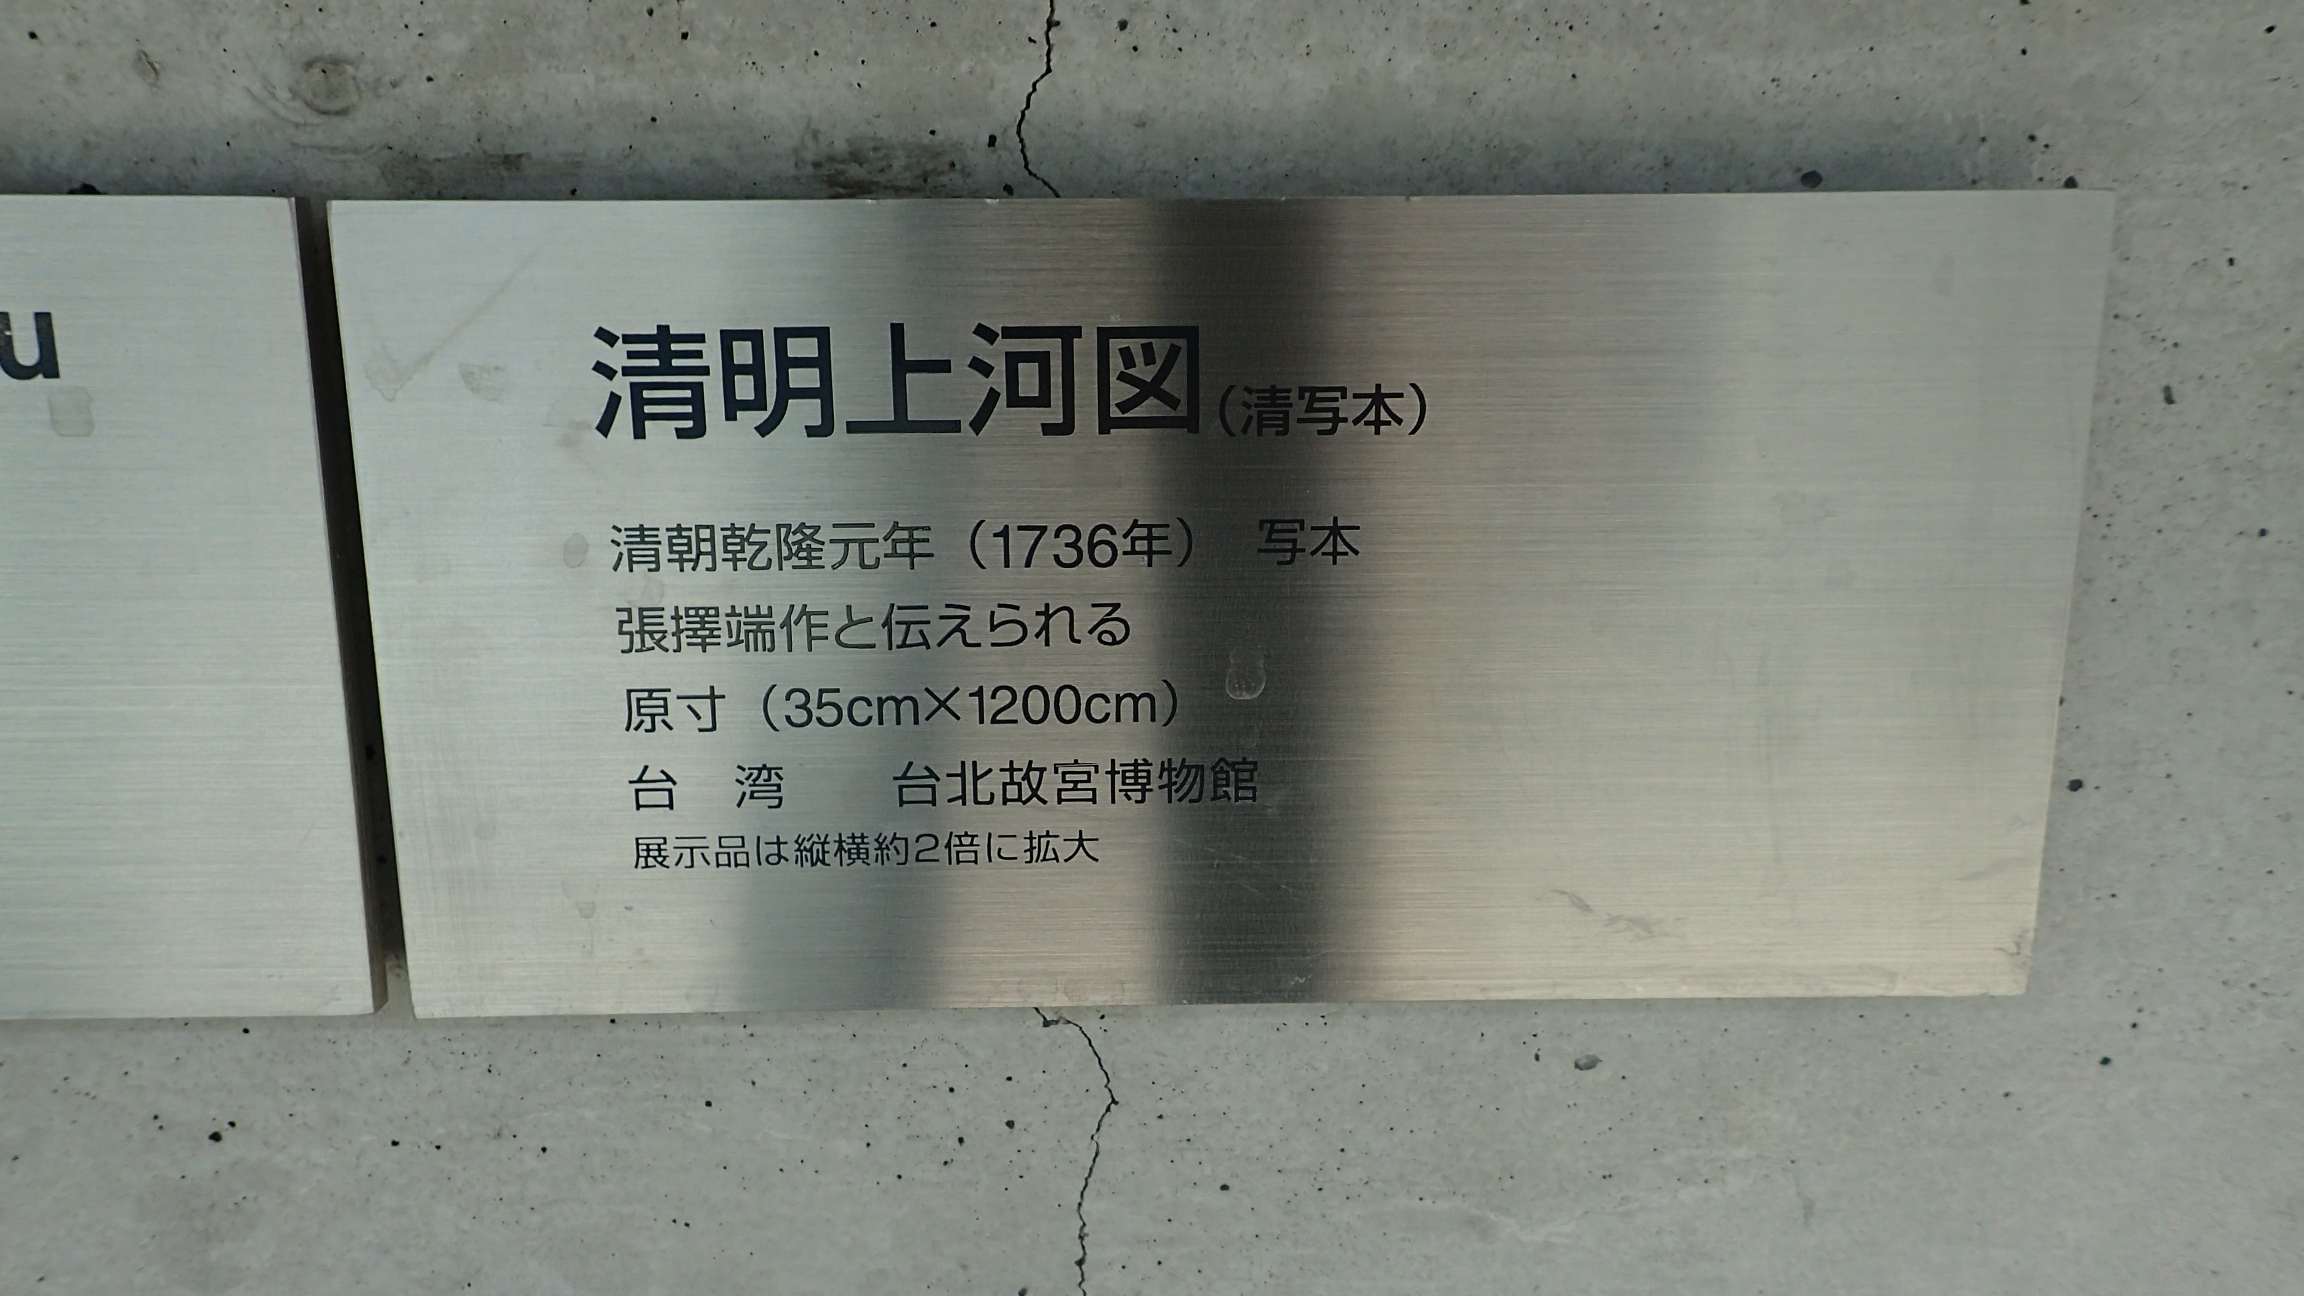 u
清明上河図(清写本)
清朝乾隆元年（1736年）　写本
張擇端作と伝えられる
原寸（35cm×1200cm）
台　湾　　台北故宮博物館
展示品は縦横約2倍に拡大